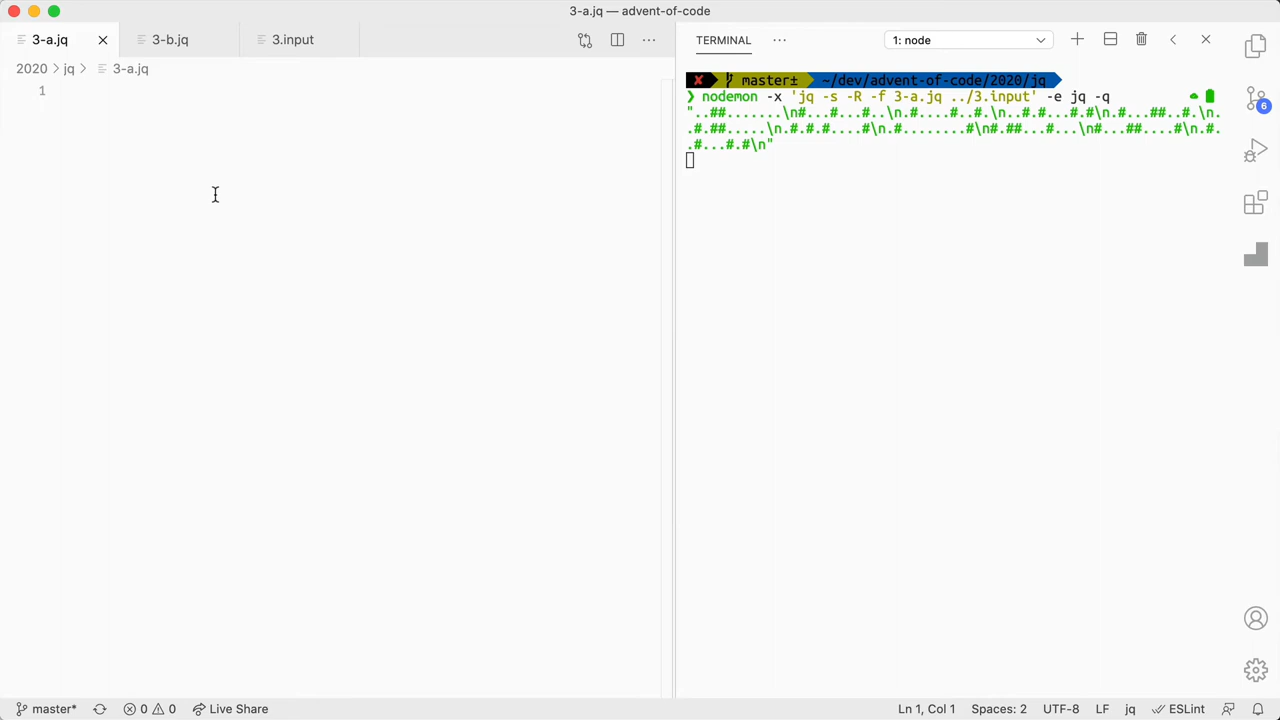 3-a.jq — advent-of-code
3-a.jq
3-b.jq
3.input
2020 > jq > 3-a.jq
1
TERMINAL
1: node
✘ master± ~/dev/advent-of-code/2020/jq
❯ nodemon -x 'jq -s -R -f 3-a.jq ../3.input' -e jq -q
"..##.......\n#...#...#..\n.#....#..#.\n..#.#...#.#\n.#...##..#.\n.
.#.##.....\n.#.#.#....#\n.#........#\n#.##...#...\n#...##....#\n.#.
.#...#.#\n"
6
master*
0
0
Live Share
Ln 1, Col 1
Spaces: 2
UTF-8
LF
jq
ESLint